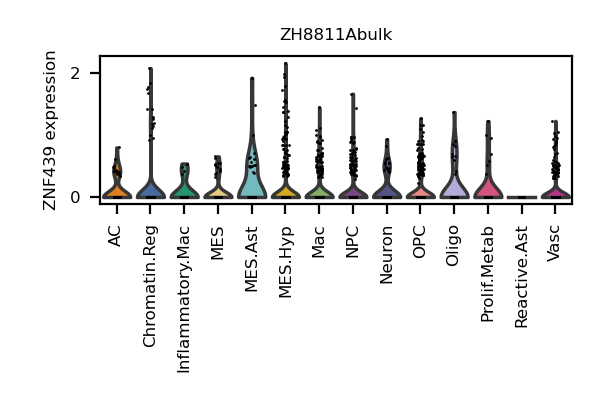 ZH8811Abulk
ZNF439 expression
2
0
AC
Chromatin.Reg
Inflammatory.Mac
MES
MES.Ast
MES.Hyp
Mac
NPC
Neuron
OPC
Oligo
Prolif.Metab
Reactive.Ast
Vasc